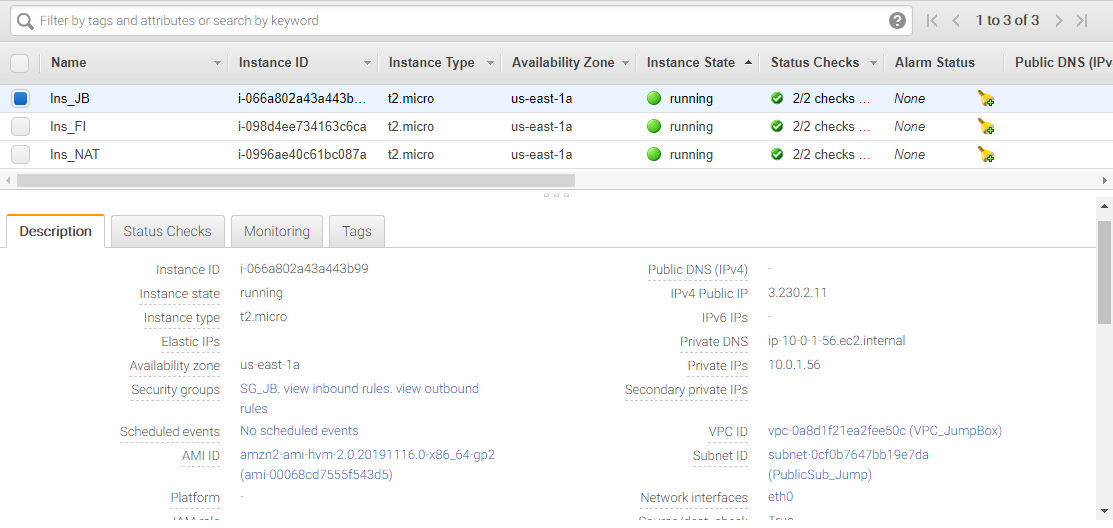 Filter by tags and attributes or search by keyword
1 to 3 of 3
Name Instance ID Instance Type Availability Zone Instance State Status Checks Alarm Status Public DNS (IPv
Ins_JB i-066a802a43a443b... t2.micro us-east-1a running 2/2 checks ... None
Ins_FI i-098d4ee734163c6ca t2.micro us-east-1a running 2/2 checks ... None
Ins_NAT i-0996ae40c61bc087a t2.micro us-east-1a running 2/2 checks ... None
Description Status Checks Monitoring Tags
Instance ID i-066a802a43a443b99 Public DNS (IPv4) -
Instance state running IPv4 Public IP 3.230.2.11
Instance type t2.micro IPv6 IPs -
Elastic IPs Private DNS ip-10-0-1-56.ec2.internal
Availability zone us-east-1a Private IPs 10.0.1.56
Security groups SG_JB. view inbound rules. view outbound Secondary private IPs
rules
Scheduled events No scheduled events VPC ID vpc-0a8d1f21ea2fee50c (VPC_JumpBox)
AMI ID amzn2-ami-hvm-2.0.20191116.0-x86_64-gp2 Subnet ID subnet-0cf0b7647bb19e7da
(ami-00068cd7555f543d5) (PublicSub_Jump)
Platform - Network interfaces eth0
IAM role Source/dest. check True